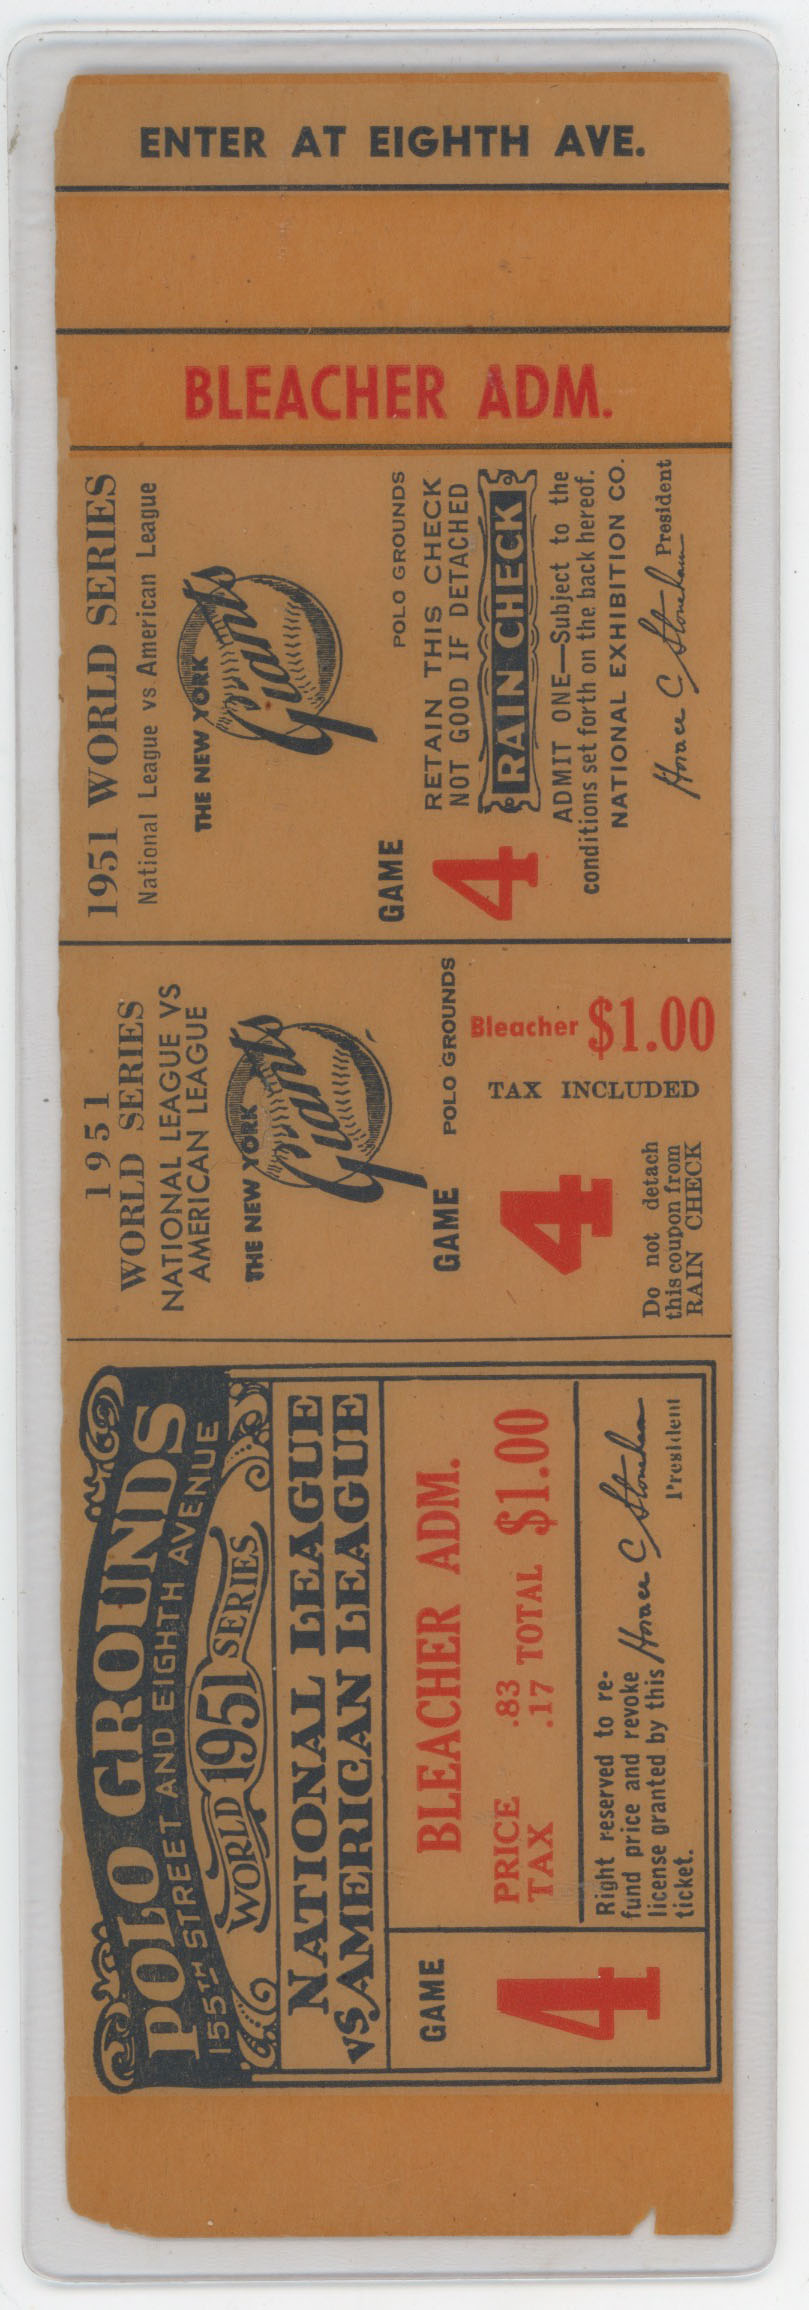 ENTER AT EIGHTH AVE.
BLEACHER ADM.
1951 WORLD SERIES
National League vs American League
THE NEW YORK
Giants
POLO GROUNDS
GAME
4
RETAIN THIS CHECK
NOT GOOD IF DETACHED
RAIN CHECK
ADMIT ONE—Subject to the
conditions set forth on the back hereof.
NATIONAL EXHIBITION CO.
Horace C Stoneham President
1951
WORLD SERIES
NATIONAL LEAGUE VS
AMERICAN LEAGUE
THE NEW YORK
Giants
POLO GROUNDS
GAME
4
Bleacher $1.00
TAX INCLUDED
Do not detach
this coupon from
RAIN CHECK
POLO GROUNDS
155TH STREET AND EIGHTH AVENUE
WORLD 1951 SERIES
NATIONAL LEAGUE
VS AMERICAN LEAGUE
GAME
4
BLEACHER ADM.
PRICE .83
TAX .17 TOTAL $1.00
Right reserved to re-
fund price and revoke
license granted by this
ticket.
Horace C Stoneham
President